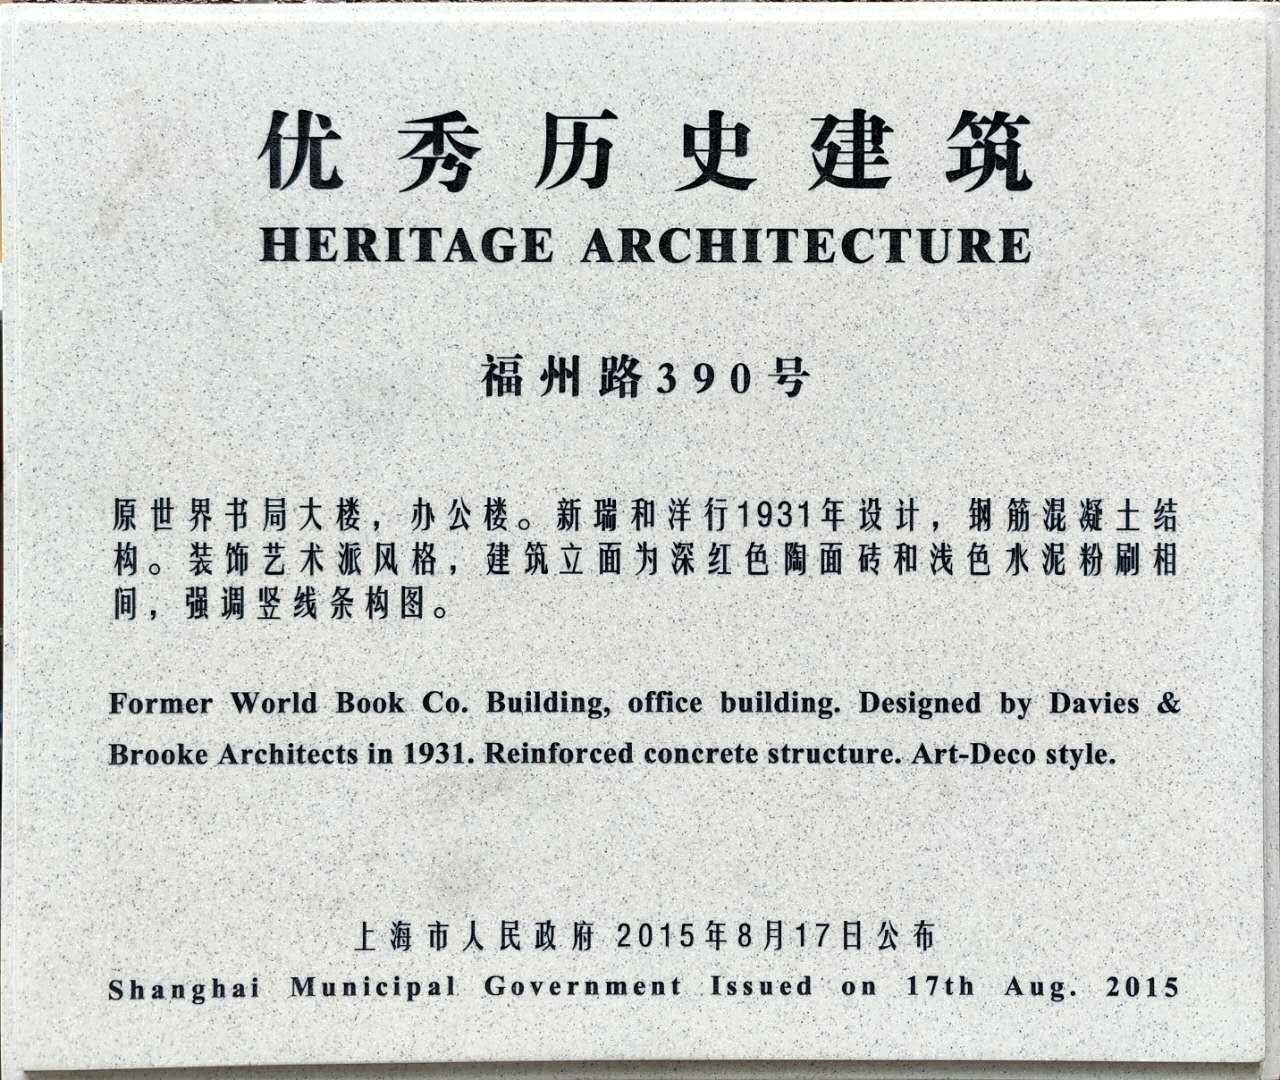 优秀历史建筑
HERITAGE ARCHITECTURE
福州路390号
原世界书局大楼，办公楼。新瑞和洋行1931年设计，钢筋混凝土结
构。装饰艺术派风格，建筑立面为深红色陶面砖和浅色水泥粉刷相
间，强调竖线条构图。
Former World Book Co. Building, office building. Designed by Davies &
Brooke Architects in 1931. Reinforced concrete structure. Art-Deco style.
上海市人民政府 2015年8月17日公布
Shanghai Municipal Government Issued on 17th Aug. 2015